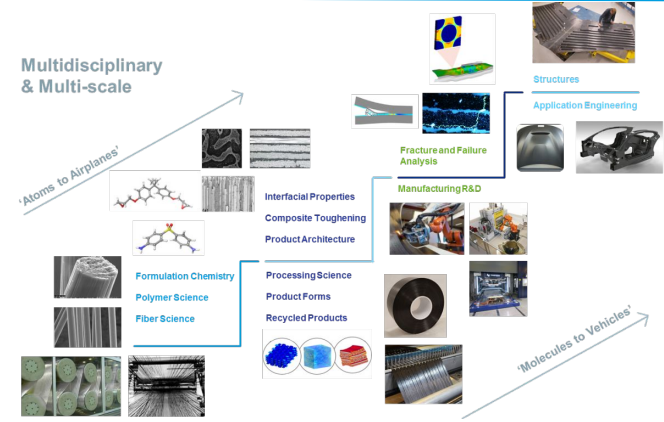 Multidisciplinary
& Multi-scale
'Atoms to Airplanes'
Formulation Chemistry
Polymer Science
Fiber Science
Interfacial Properties
Composite Toughening
Product Architecture
Processing Science
Product Forms
Recycled Products
Fracture and Failure
Analysis
Manufacturing R&D
Structures
Application Engineering
'Molecules to Vehicles'